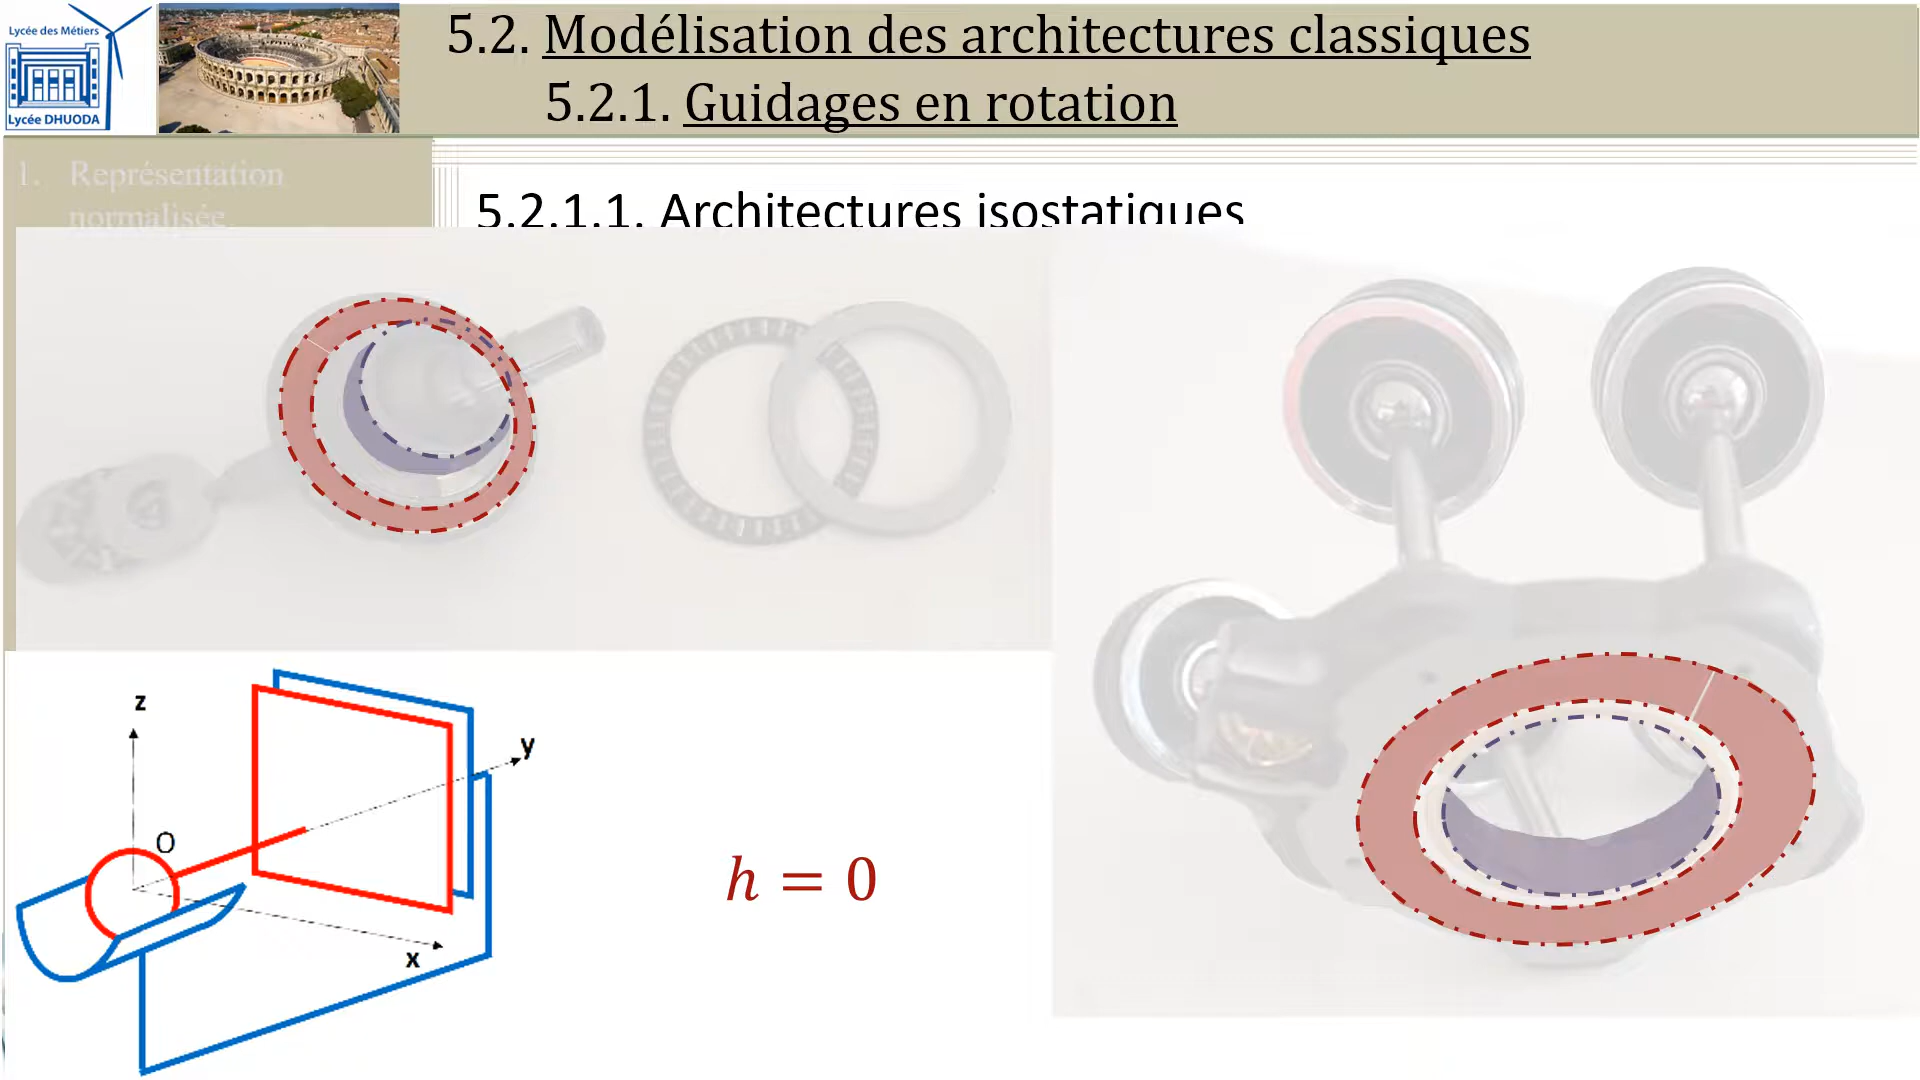 Lycée des Métiers
Lycée DHUODA
5.2. Modélisation des architectures classiques
5.2.1. Guidages en rotation
1. Représentation
normalisée
5.2.1.1. Architectures isostatiques
z
y
O
x
h = 0